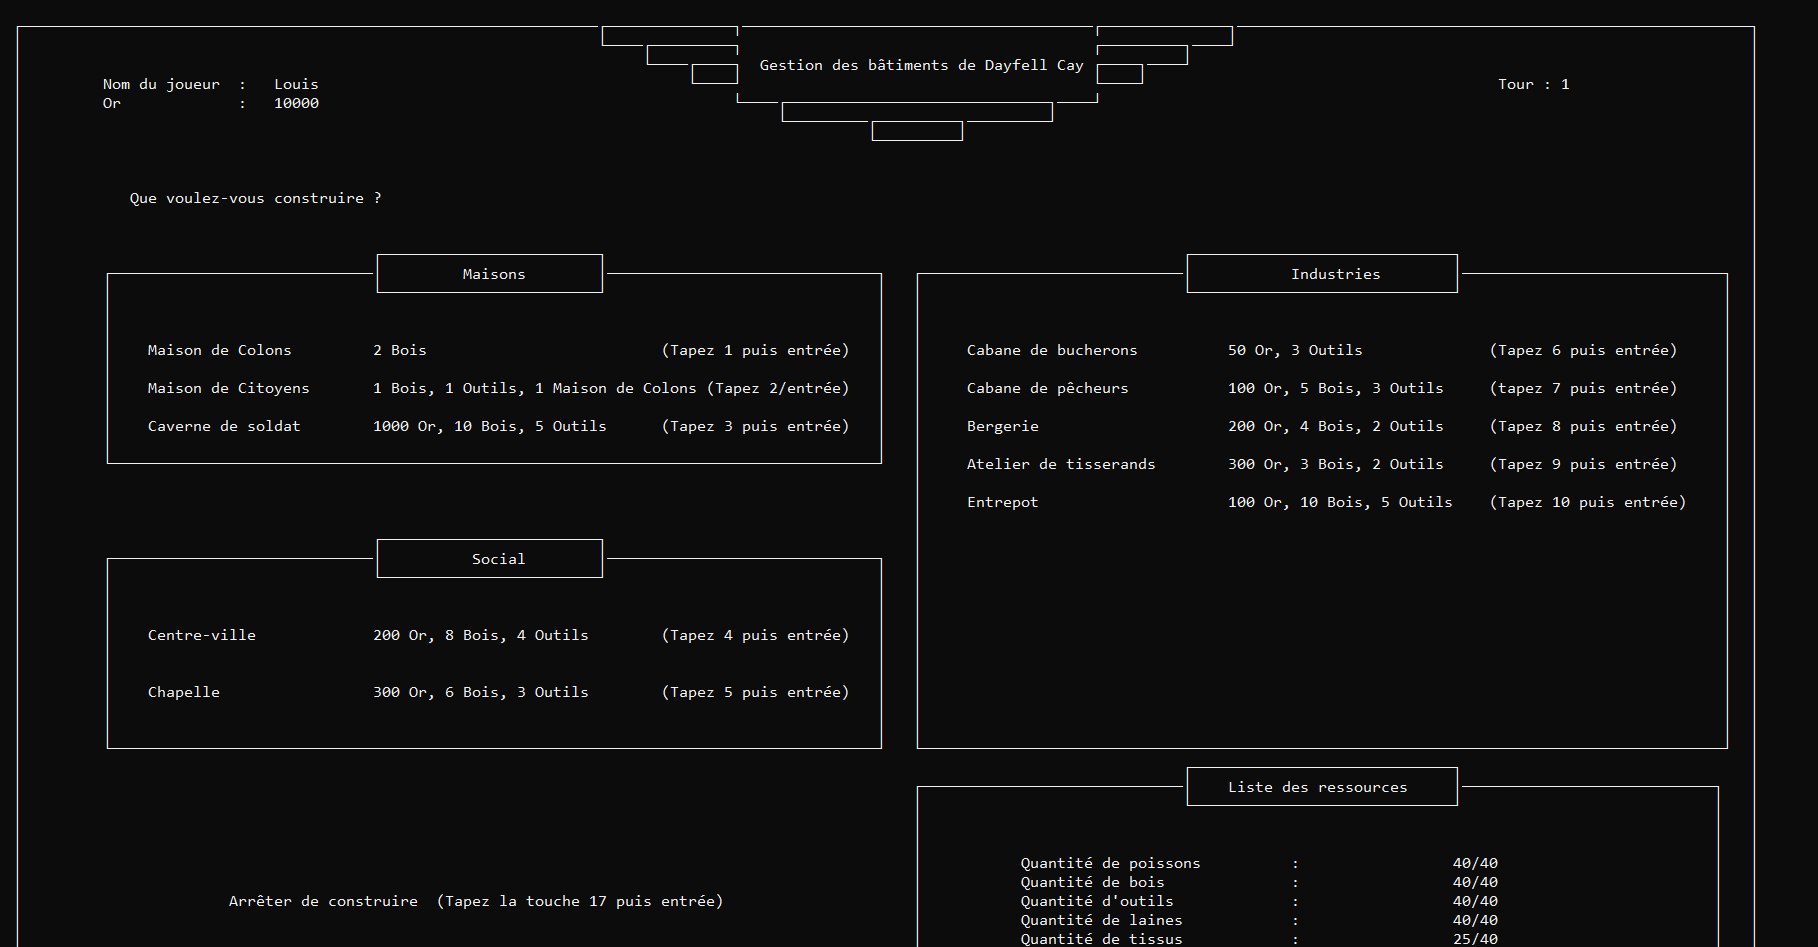 Gestion des bâtiments de Dayfell Cay
Nom du joueur : Louis
Tour : 1
Or : 10000
Que voulez-vous construire ?
Maisons
Maison de Colons 2 Bois (Tapez 1 puis entrée)
Maison de Citoyens 1 Bois, 1 Outils, 1 Maison de Colons (Tapez 2/entrée)
Caverne de soldat 1000 Or, 10 Bois, 5 Outils (Tapez 3 puis entrée)
Industries
Cabane de bucherons 50 Or, 3 Outils (Tapez 6 puis entrée)
Cabane de pêcheurs 100 Or, 5 Bois, 3 Outils (tapez 7 puis entrée)
Bergerie 200 Or, 4 Bois, 2 Outils (Tapez 8 puis entrée)
Atelier de tisserands 300 Or, 3 Bois, 2 Outils (Tapez 9 puis entrée)
Entrepot 100 Or, 10 Bois, 5 Outils (Tapez 10 puis entrée)
Social
Centre-ville 200 Or, 8 Bois, 4 Outils (Tapez 4 puis entrée)
Chapelle 300 Or, 6 Bois, 3 Outils (Tapez 5 puis entrée)
Liste des ressources
Quantité de poissons : 40/40
Quantité de bois : 40/40
Quantité d'outils : 40/40
Quantité de laines : 40/40
Quantité de tissus : 25/40
Arrêter de construire (Tapez la touche 17 puis entrée)